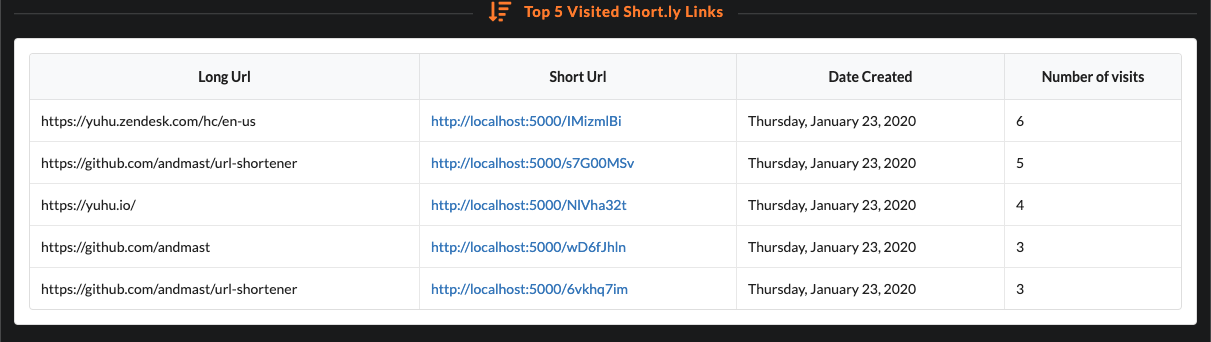 Top 5 Visited Short.ly Links
Long Url Short Url Date Created Number of visits
https://yuhu.zendesk.com/hc/en-us http://localhost:5000/IMizmlBi Thursday, January 23, 2020 6
https://github.com/andmast/url-shortener http://localhost:5000/s7G00MSv Thursday, January 23, 2020 5
https://yuhu.io/ http://localhost:5000/NlVha32t Thursday, January 23, 2020 4
https://github.com/andmast http://localhost:5000/wD6fJhln Thursday, January 23, 2020 3
https://github.com/andmast/url-shortener http://localhost:5000/6vkhq7im Thursday, January 23, 2020 3